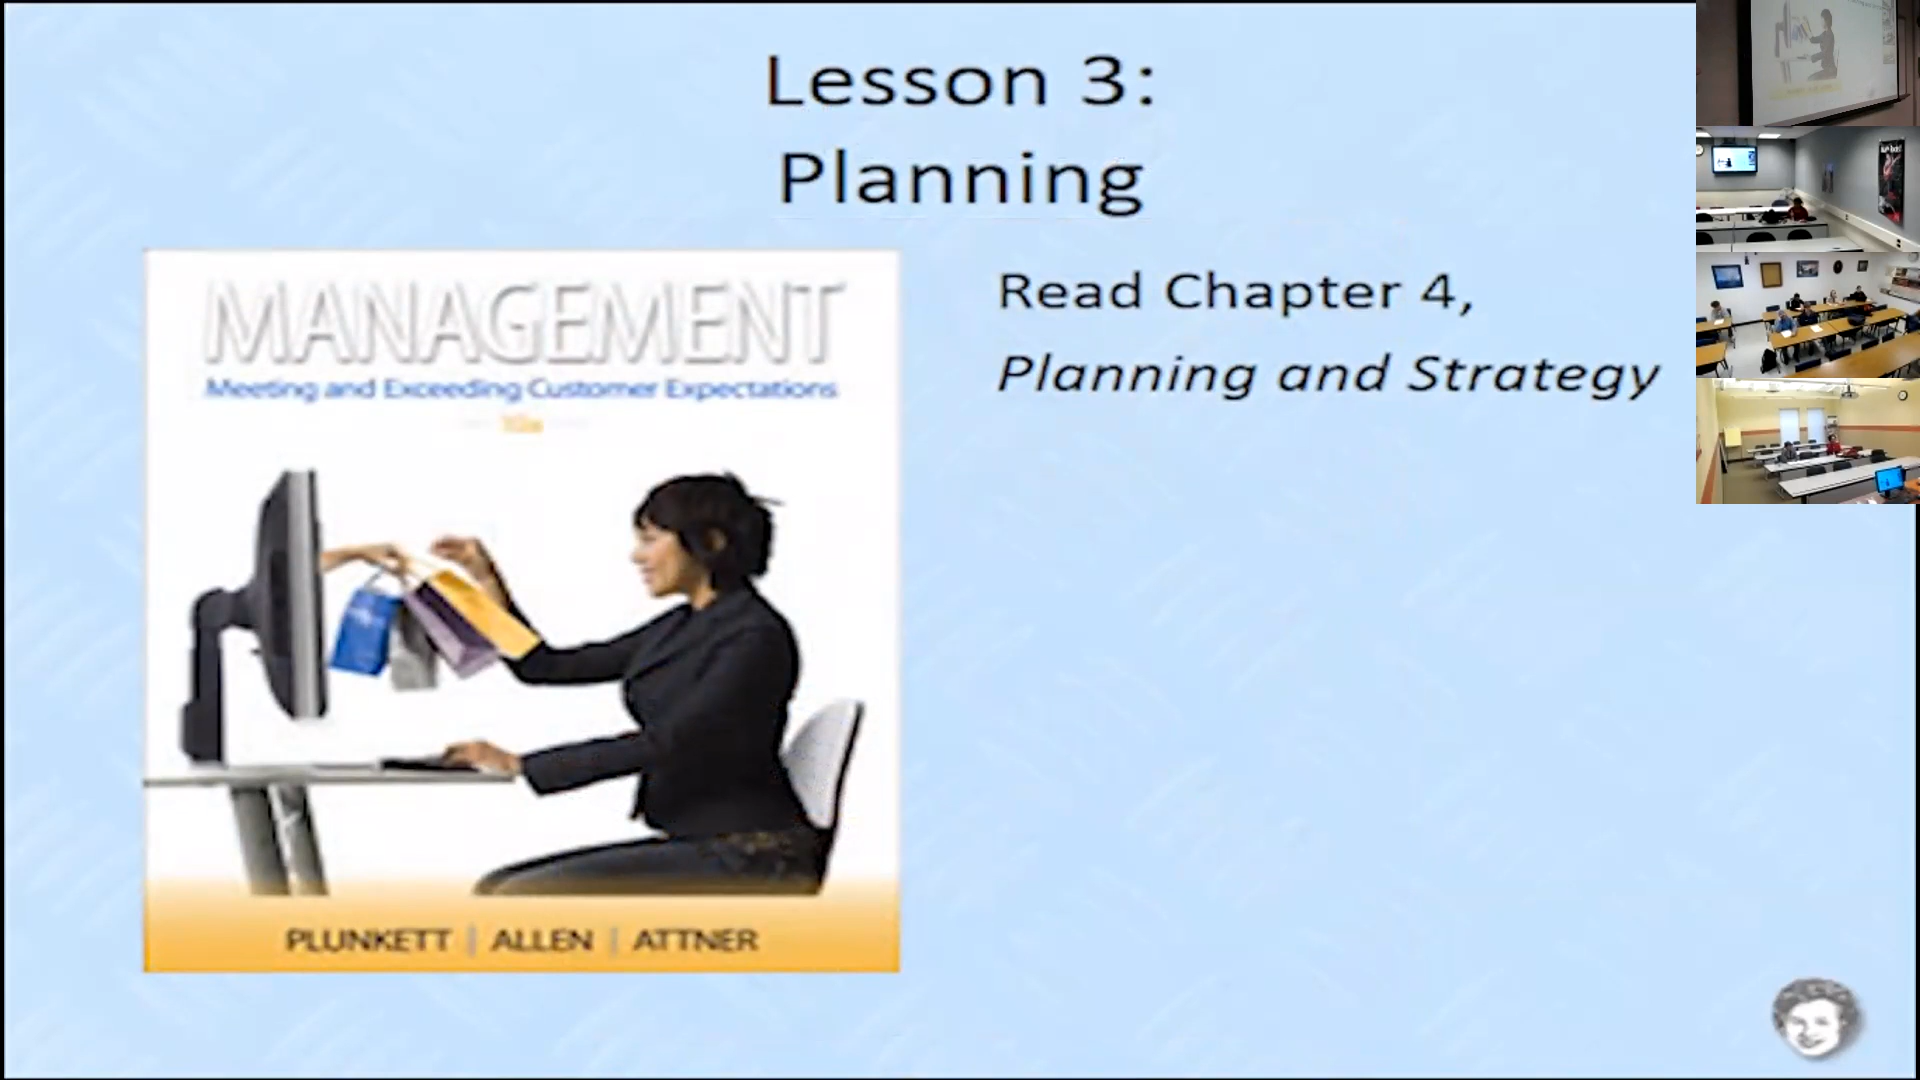 Lesson 3:
Planning
MANAGEMENT
Meeting and Exceeding Customer Expectations
PLUNKETT | ALLEN | ATTNER
Read Chapter 4,
Planning and Strategy